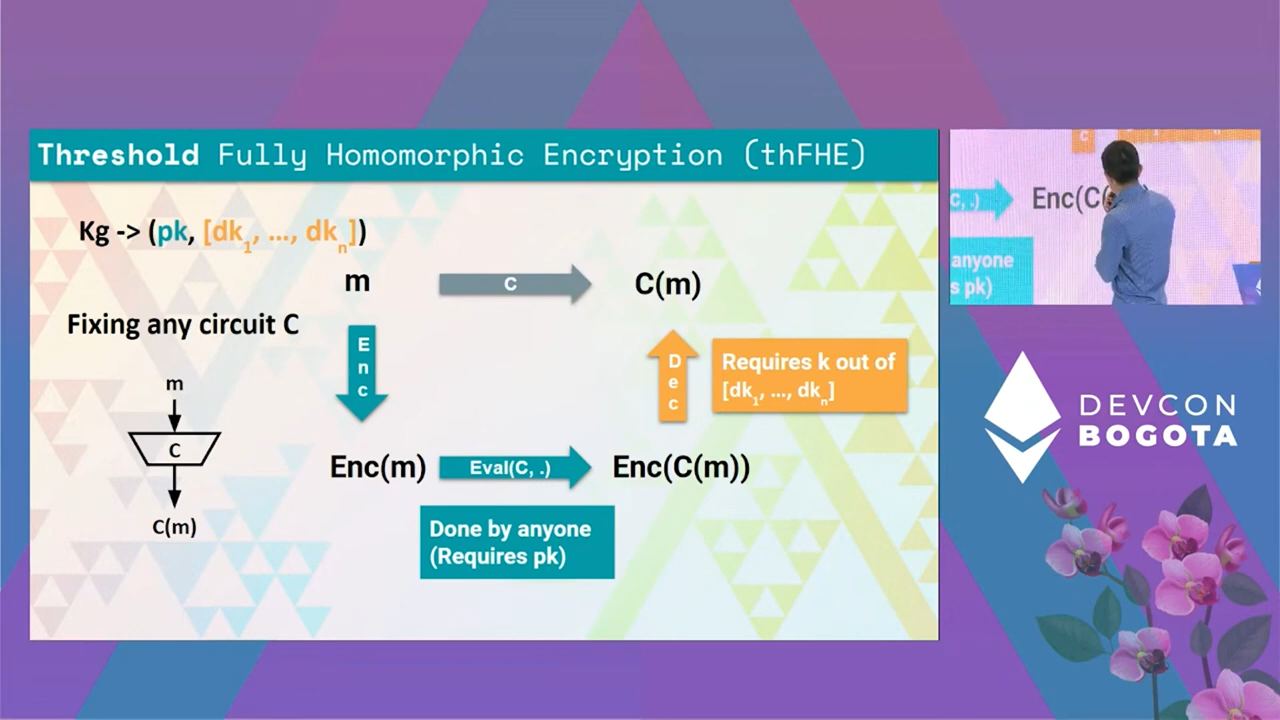 Threshold Fully Homomorphic Encryption (thFHE)
Kg -> (pk, [dk1, ..., dkn])
m
C
C(m)
Fixing any circuit C
Enc
Dec
Requires k out of
[dk1, ..., dkn]
m
C
C(m)
Enc(m)
Eval(C, .)
Enc(C(m))
Done by anyone
(Requires pk)
C, .)
Enc(C(
anyone
s pk)
DEVCON
BOGOTA